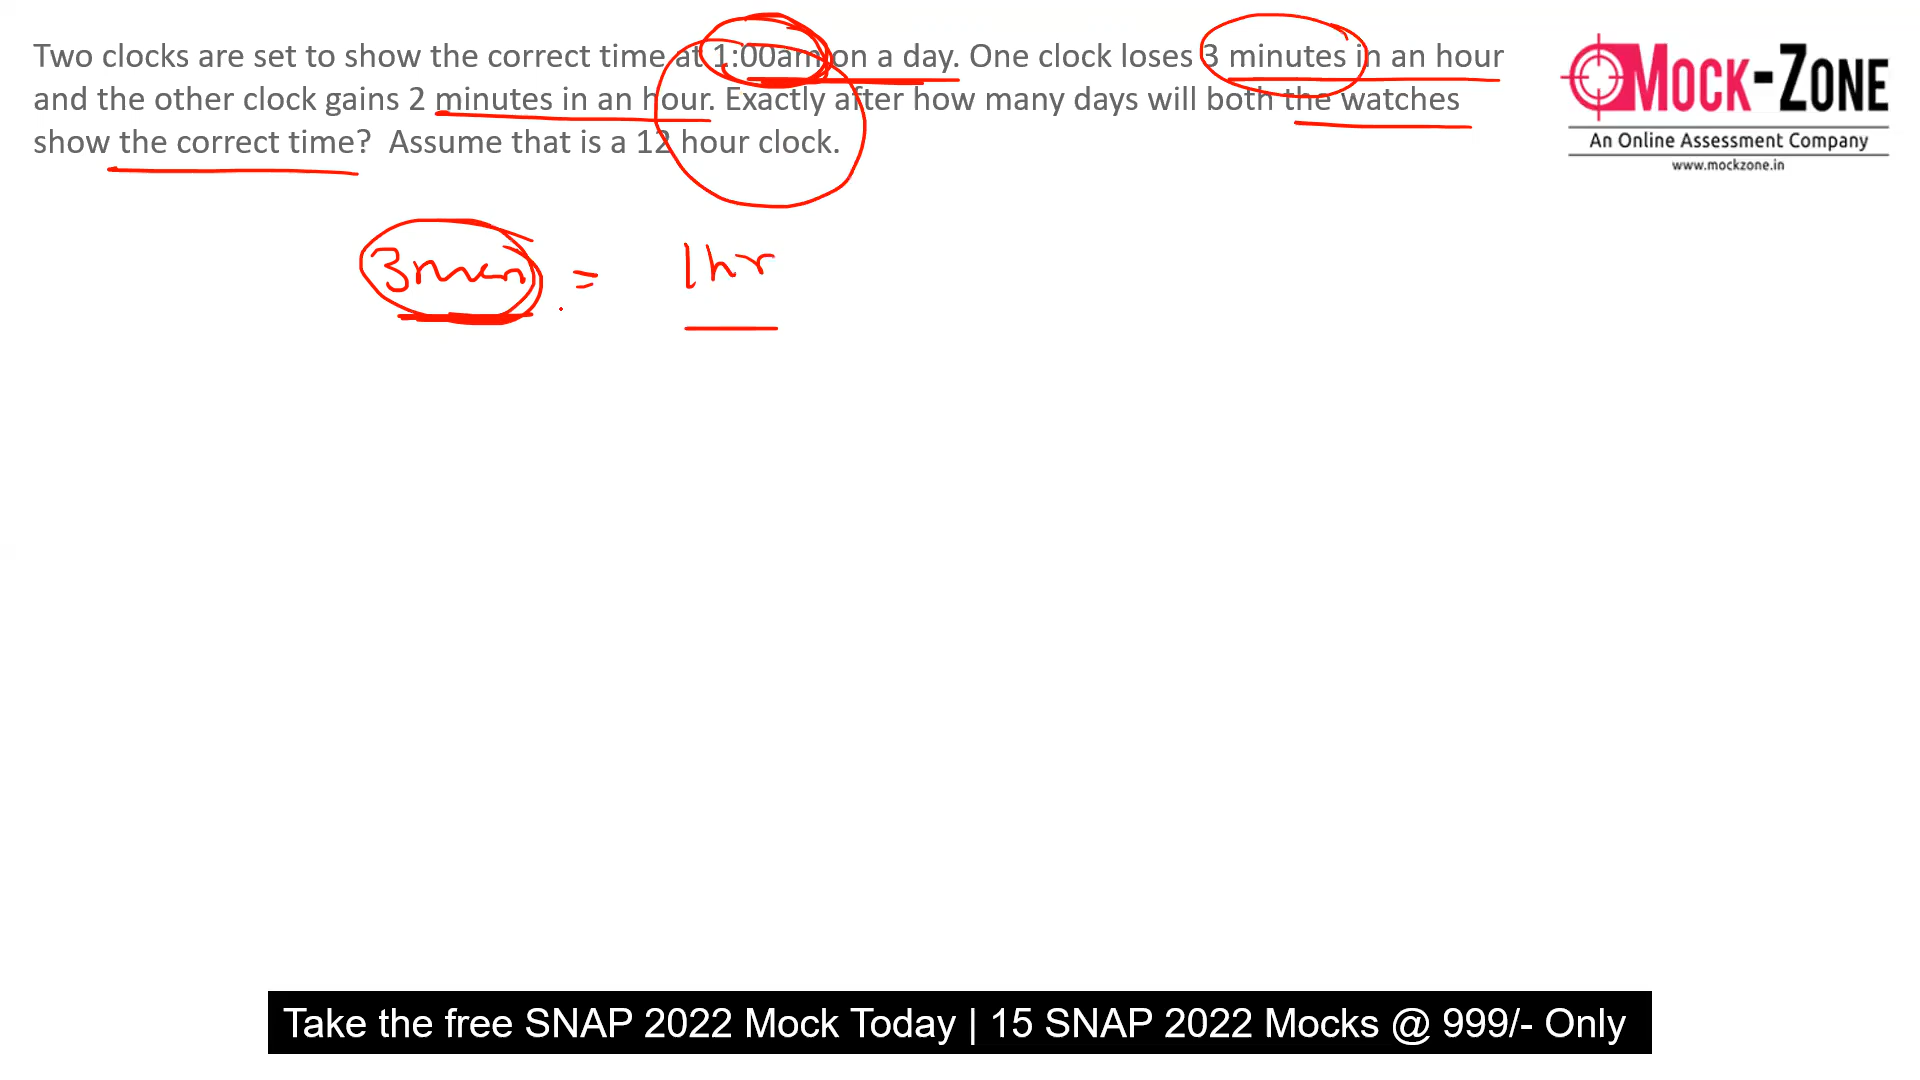 Two clocks are set to show the correct time at 1:00am on a day. One clock loses 3 minutes in an hour
and the other clock gains 2 minutes in an hour. Exactly after how many days will both the watches
show the correct time? Assume that is a 12 hour clock.
MOCK-ZONE
An Online Assessment Company
www.mockzone.in
3min = 1hr
Take the free SNAP 2022 Mock Today | 15 SNAP 2022 Mocks @ 999/- Only